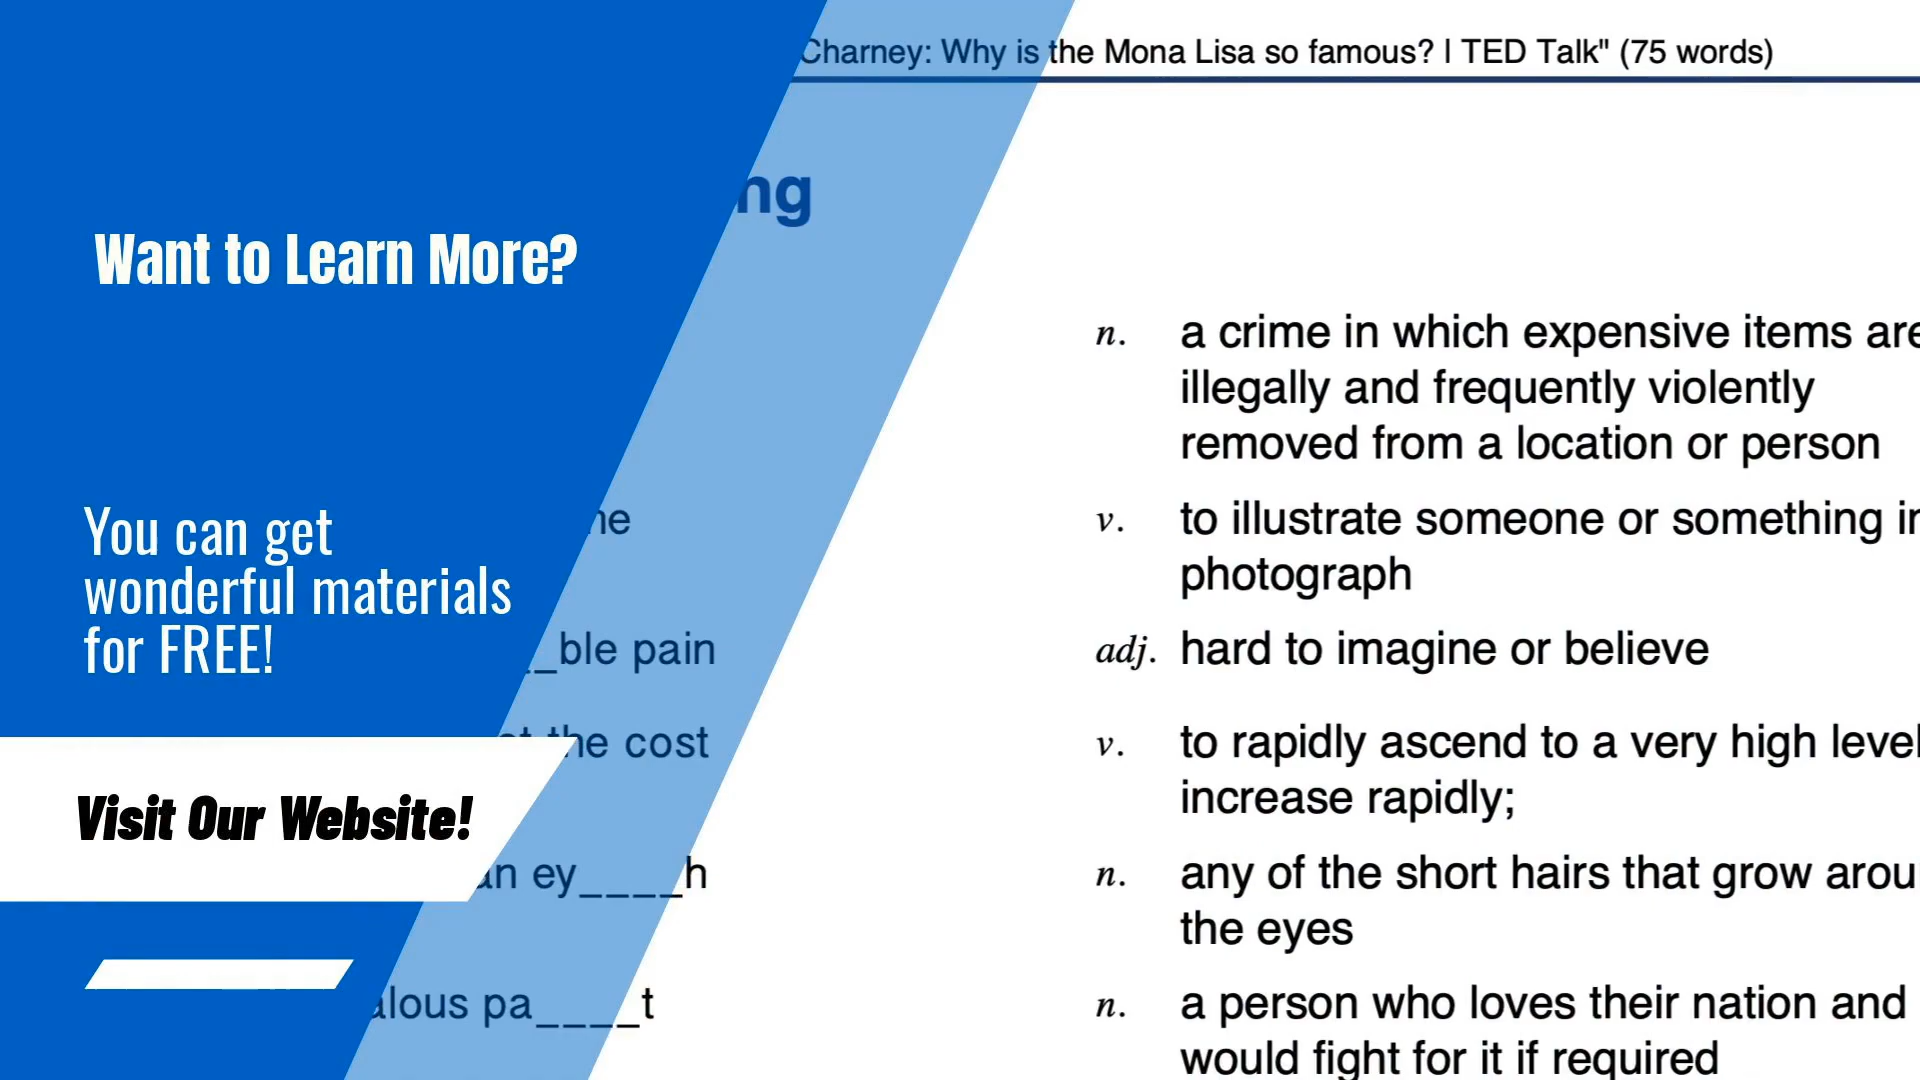 Charney: Why is the Mona Lisa so famous? | TED Talk" (75 words)
ng
Want to Learn More?
You can get
wonderful materials
for FREE!
Visit Our Website!
n. a crime in which expensive items are
illegally and frequently violently
removed from a location or person
v. to illustrate someone or something in
photograph
_ble pain
adj. hard to imagine or believe
the cost
v. to rapidly ascend to a very high level
increase rapidly;
an ey____h
n. any of the short hairs that grow arou
the eyes
alous pa____t
n. a person who loves their nation and
would fight for it if required